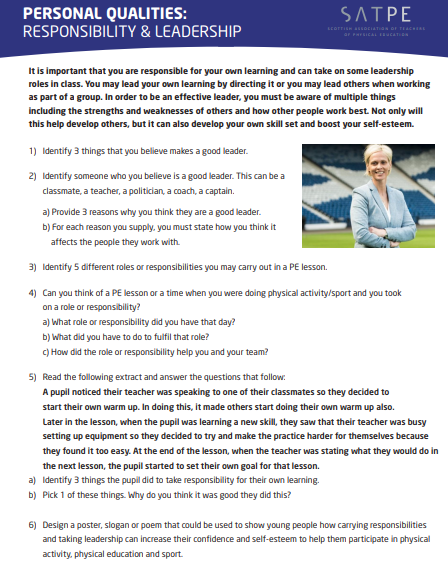 PERSONAL QUALITIES:
RESPONSIBILITY & LEADERSHIP
SATPE
SCOTTISH ASSOCIATION OF TEACHERS
OF PHYSICAL EDUCATION
It is important that you are responsible for your own learning and can take on some leadership
roles in class. You may lead your own learning by directing it or you may lead others when working
as part of a group. In order to be an effective leader, you must be aware of multiple things
including the strengths and weaknesses of others and how other people work best. Not only will
this help develop others, but it can also develop your own skill set and boost your self-esteem.
1) Identify 3 things that you believe makes a good leader.
2) Identify someone who you believe is a good leader. This can be a
classmate, a teacher, a politician, a coach, a captain.
a) Provide 3 reasons why you think they are a good leader.
b) For each reason you supply, you must state how you think it
affects the people they work with.
3) Identify 5 different roles or responsibilities you may carry out in a PE lesson.
4) Can you think of a PE lesson or a time when you were doing physical activity/sport and you took
on a role or responsibility?
a) What role or responsibility did you have that day?
b) What did you have to do to fulfil that role?
c) How did the role or responsibility help you and your team?
5) Read the following extract and answer the questions that follow:
A pupil noticed their teacher was speaking to one of their classmates so they decided to
start their own warm up. In doing this, it made others start doing their own warm up also.
Later in the lesson, when the pupil was learning a new skill, they saw that their teacher was busy
setting up equipment so they decided to try and make the practice harder for themselves because
they found it too easy. At the end of the lesson, when the teacher was stating what they would do in
the next lesson, the pupil started to set their own goal for that lesson.
a) Identify 3 things the pupil did to take responsibility for their own learning.
b) Pick 1 of these things. Why do you think it was good they did this?
6) Design a poster, slogan or poem that could be used to show young people how carrying responsibilities
and taking leadership can increase their confidence and self-esteem to help them participate in physical
activity, physical education and sport.